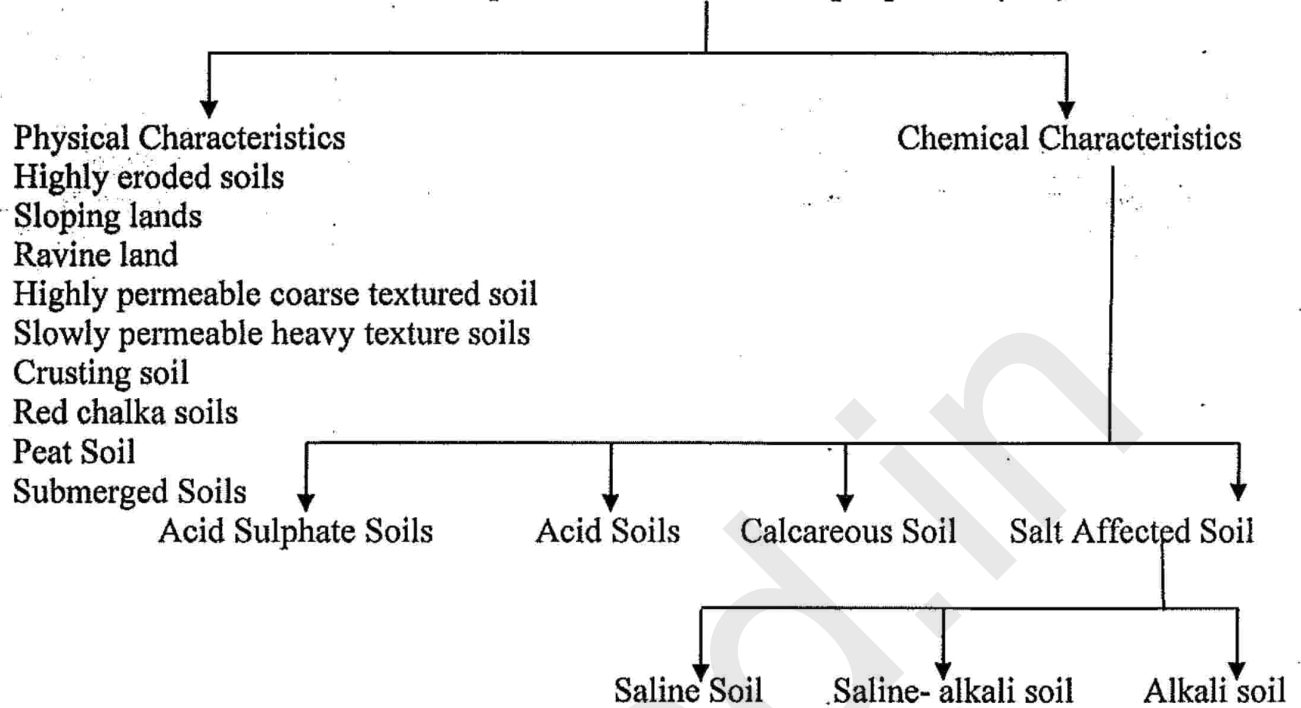 Physical Characteristics
Highly eroded soils
Sloping lands
Ravine land
Highly permeable coarse textured soil
Slowly permeable heavy texture soils
Crusting soil
Red chalka soils
Peat Soil
Submerged Soils
Chemical Characteristics
Acid Sulphate Soils
Acid Soils
Calcareous Soil
Salt Affected Soil
Saline Soil
Saline- alkali soil
Alkali soil